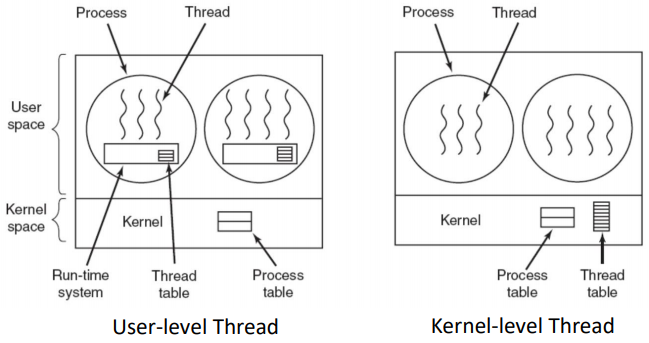 Process
Thread
User
space
Kernel
space
Kernel
Run-time
system
Thread
table
Process
table
User-level Thread
Process
Thread
Kernel
Process
table
Thread
table
Kernel-level Thread